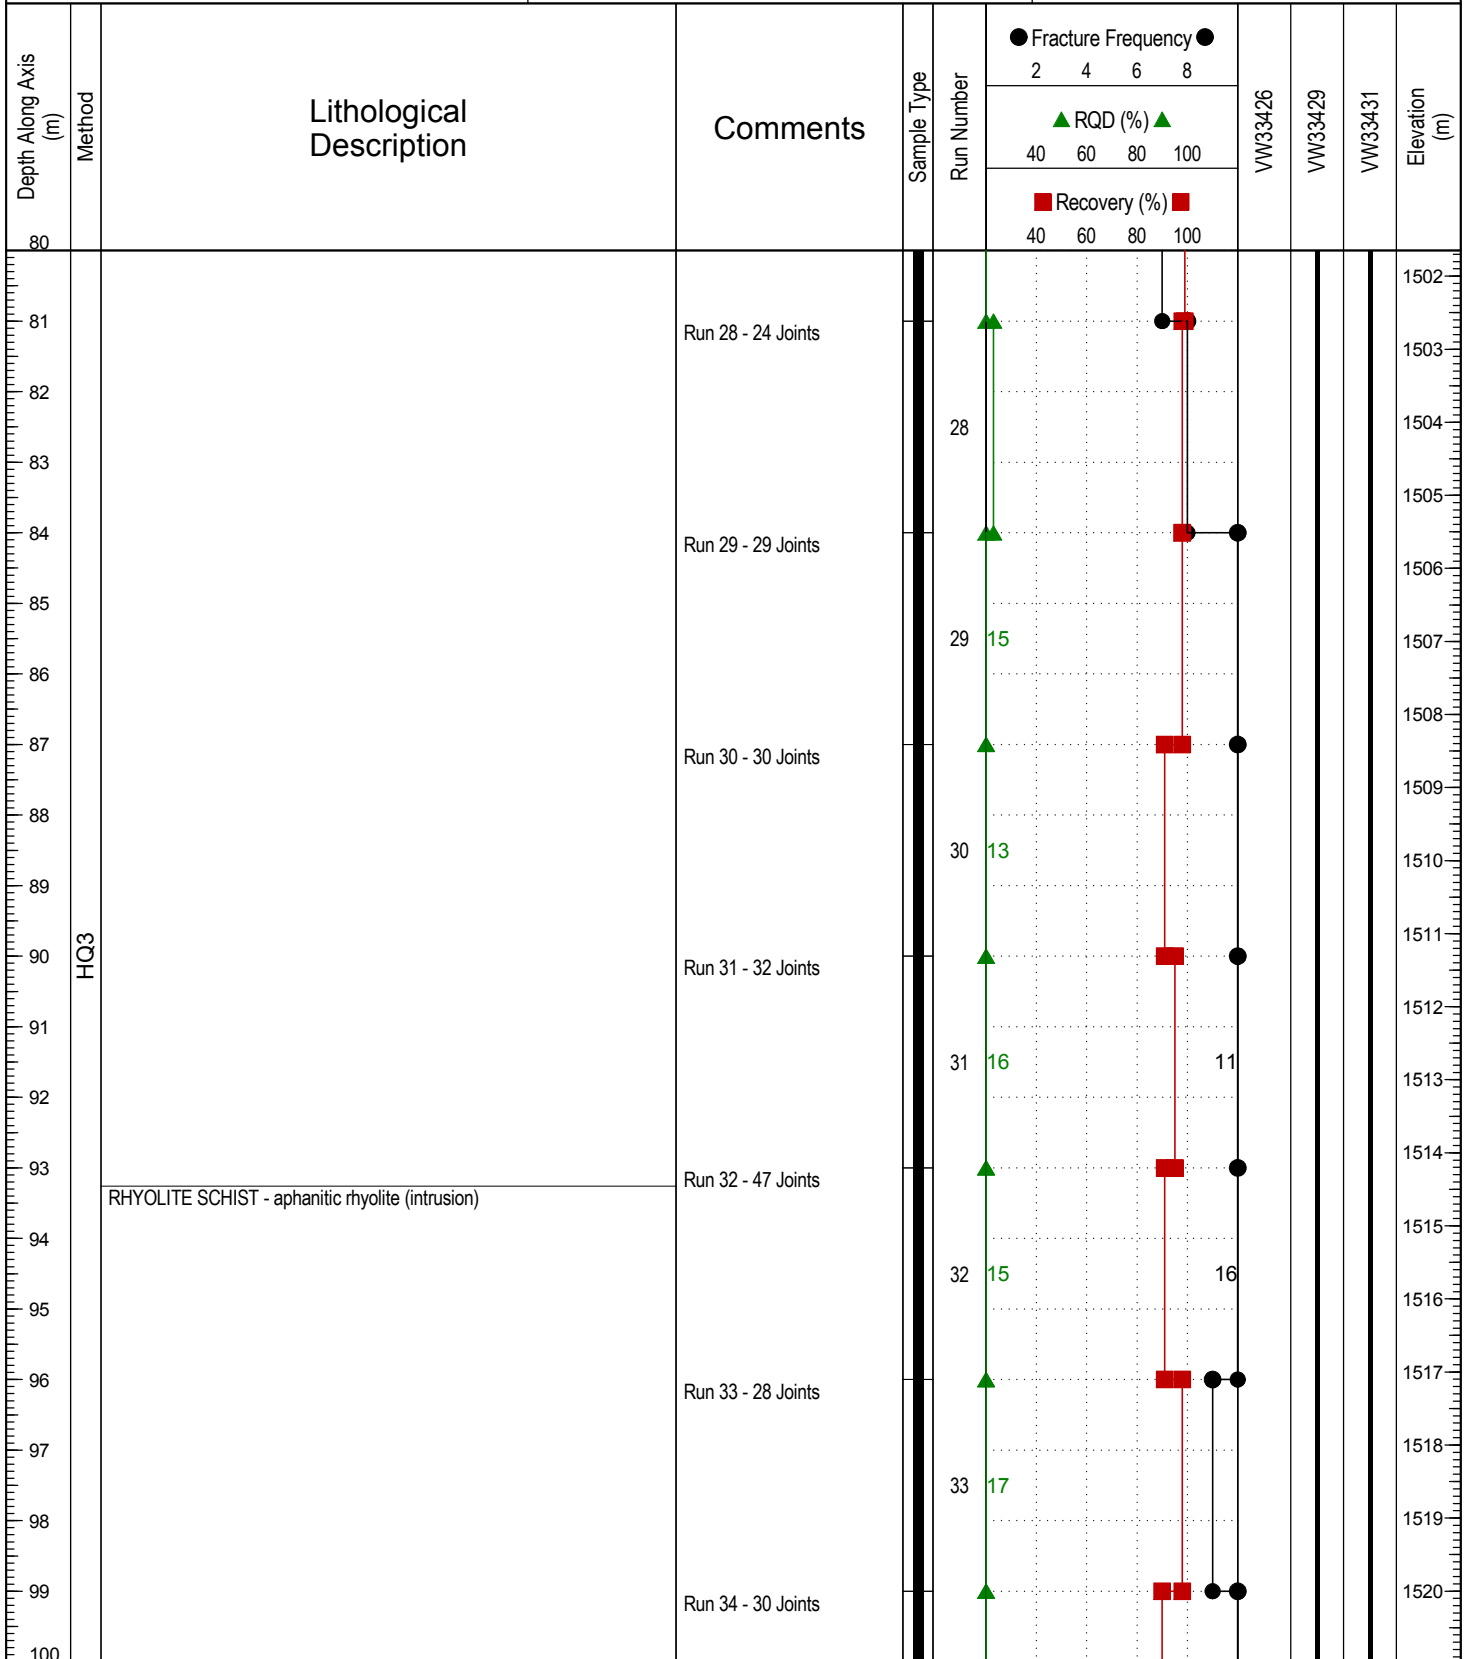 Depth Along Axis
(m)
Method
Lithological
Description
Comments
Sample Type
Run Number
Fracture Frequency
2 4 6 8
RQD (%)
40 60 80 100
Recovery (%)
40 60 80 100
VW33426
VW33429
VW33431
Elevation
(m)
80
1502
81
Run 28 - 24 Joints
1503
82
28
1504
83
1505
84
Run 29 - 29 Joints
1506
85
29 15
1507
86
1508
87
Run 30 - 30 Joints
1509
88
30 13
1510
89
1511
HQ3
90
Run 31 - 32 Joints
1512
91
31 16 11
1513
92
1514
93
Run 32 - 47 Joints
RHYOLITE SCHIST - aphanitic rhyolite (intrusion)
1515
94
32 15 16
1516
95
1517
96
Run 33 - 28 Joints
1518
97
33 17
1519
98
1520
99
Run 34 - 30 Joints
100